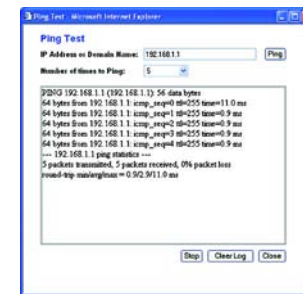 Ping Test - Microsoft Internet Explorer
Ping Test
IP Address or Domain Name: 192.168.1.1 Ping
Number of times to Ping: 5
PING 192.168.1.1 (192.168.1.1): 56 data bytes
64 bytes from 192.168.1.1: icmp_seq=0 ttl=255 time=11.0 ms
64 bytes from 192.168.1.1: icmp_seq=1 ttl=255 time=0.9 ms
64 bytes from 192.168.1.1: icmp_seq=2 ttl=255 time=0.9 ms
64 bytes from 192.168.1.1: icmp_seq=3 ttl=255 time=0.9 ms
64 bytes from 192.168.1.1: icmp_seq=4 ttl=255 time=0.9 ms
--- 192.168.1.1 ping statistics ---
5 packets transmitted, 5 packets received, 0% packet loss
round-trip min/avg/max = 0.9/2.9/11.0 ms
Stop Clear Log Close